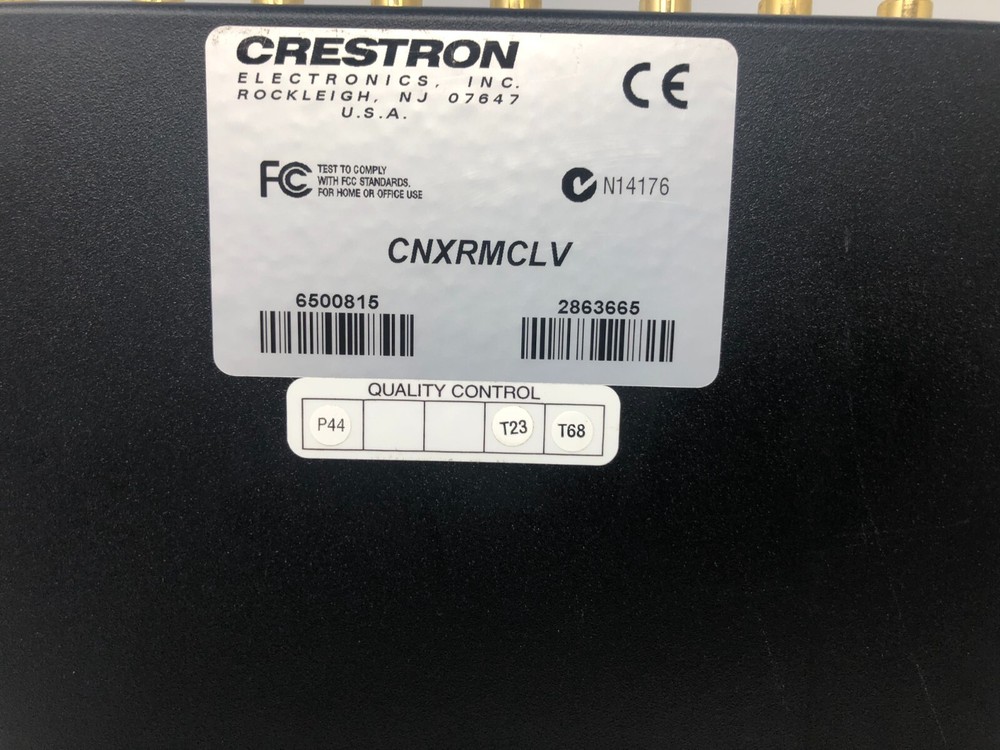 CRESTRON
ELECTRONICS, INC.
ROCKLEIGH, NJ 07647
U.S.A.
CE
FC
TEST TO COMPLY
WITH FCC STANDARDS.
FOR HOME OR OFFICE USE
N14176
CNXRMCLV
6500815
2863665
QUALITY CONTROL
P44 T23 T68